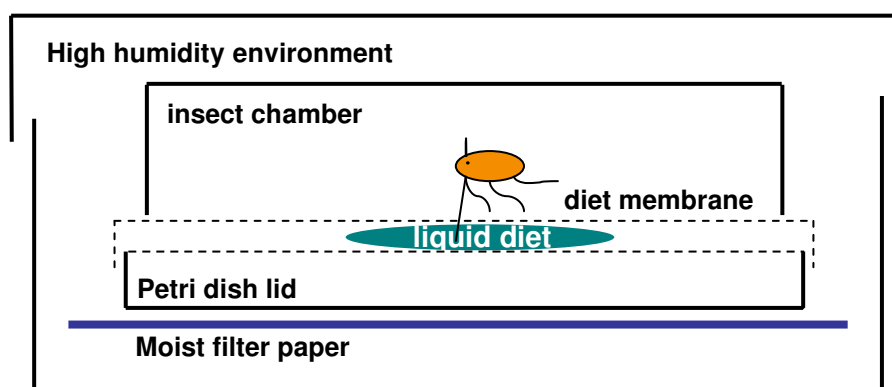 High humidity environment
insect chamber
diet membrane
liquid diet
Petri dish lid
Moist filter paper